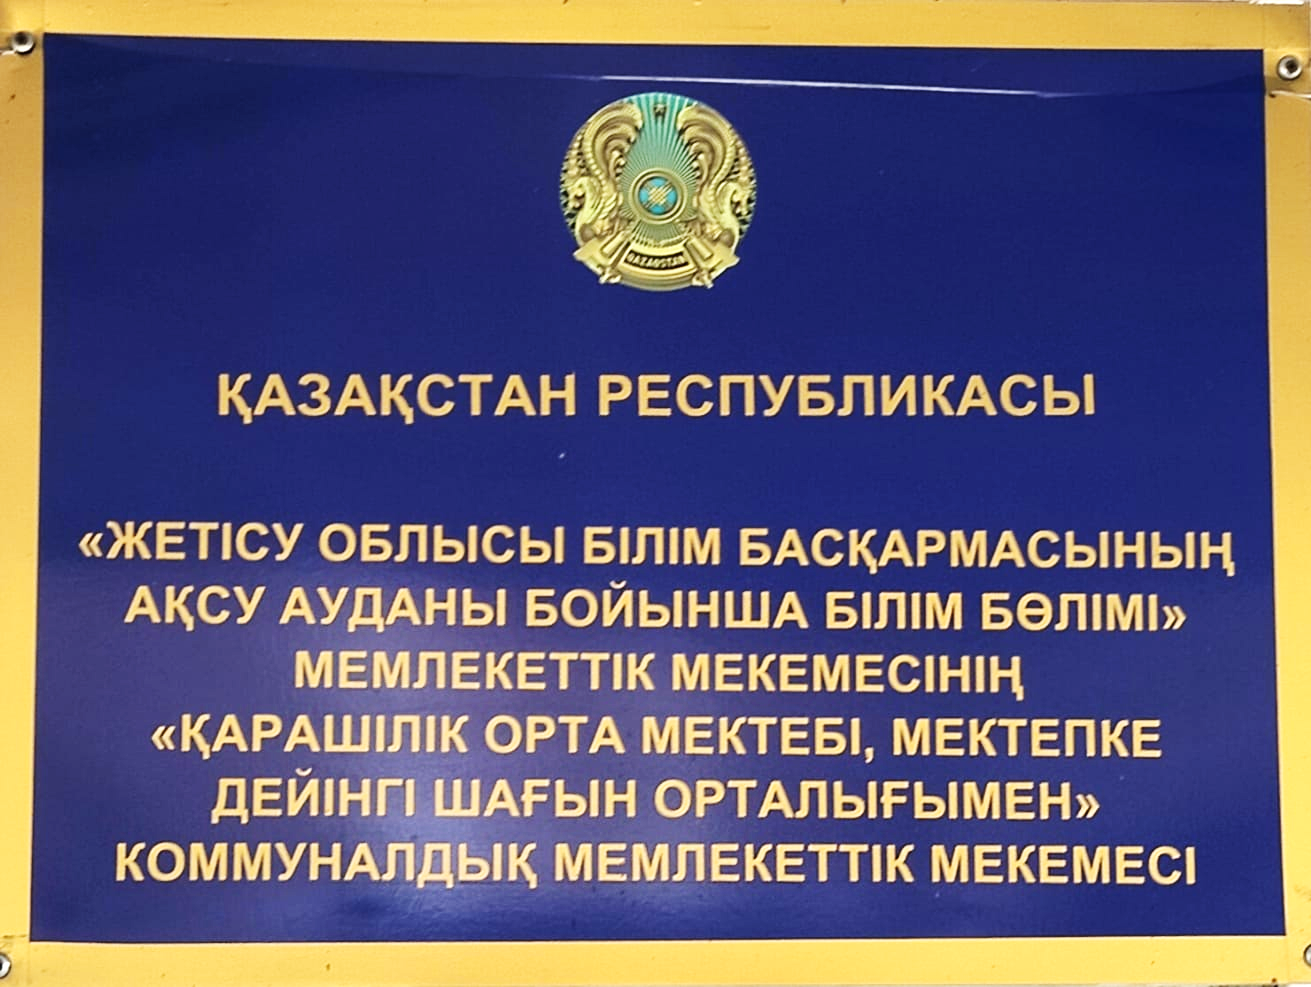 QAZAQSTAN
ҚАЗАҚСТАН РЕСПУБЛИКАСЫ
«ЖЕТІСУ ОБЛЫСЫ БІЛІМ БАСҚАРМАСЫНЫҢ
АҚСУ АУДАНЫ БОЙЫНША БІЛІМ БӨЛІМІ»
МЕМЛЕКЕТТІК МЕКЕМЕСІНІҢ
«ҚАРАШІЛІК ОРТА МЕКТЕБІ, МЕКТЕПКЕ
ДЕЙІНГІ ШАҒЫН ОРТАЛЫҒЫМЕН»
КОММУНАЛДЫҚ МЕМЛЕКЕТТІК МЕКЕМЕСІ